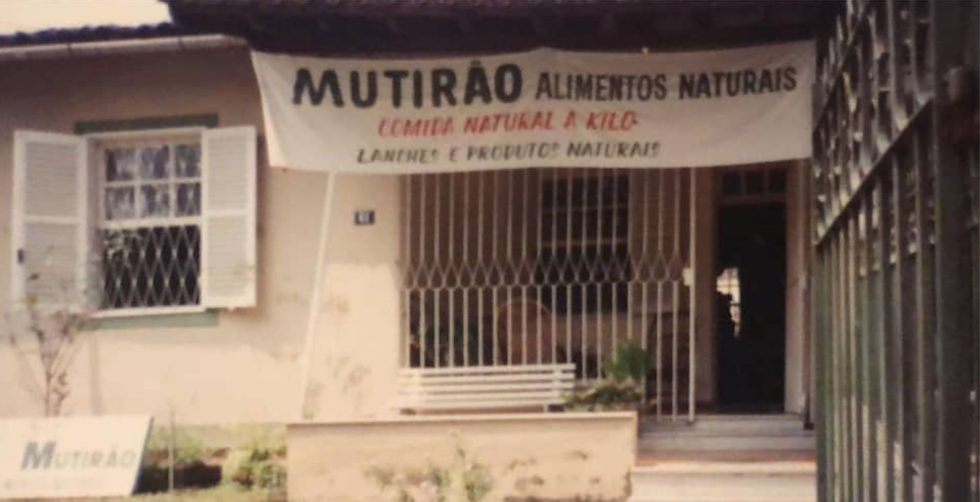 MUTIRÃO ALIMENTOS NATURAIS
COMIDA NATURAL A KILO
LANCHES E PRODUTOS NATURAIS
MUTIRÃO